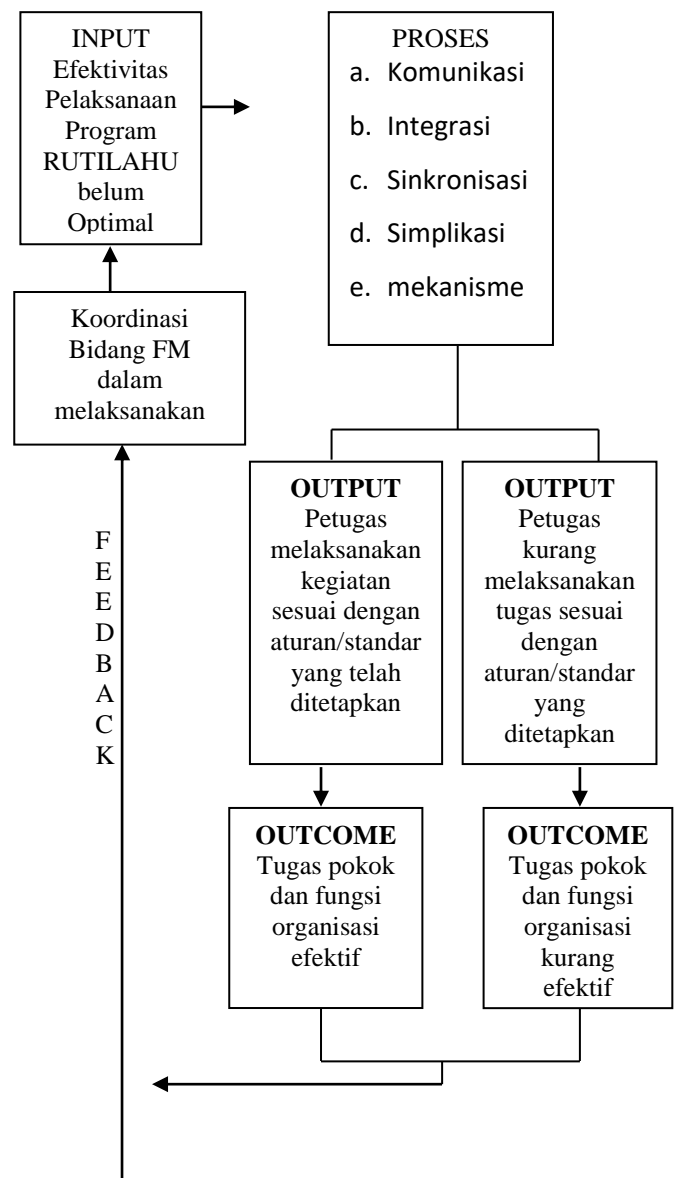 INPUT
Efektivitas
Pelaksanaan
Program
RUTILAHU
belum
Optimal
PROSES
a. Komunikasi
b. Integrasi
c. Sinkronisasi
d. Simplikasi
e. mekanisme
Koordinasi
Bidang FM
dalam
melaksanakan
F
E
E
D
B
A
C
K
OUTPUT
Petugas
melaksanakan
kegiatan
sesuai dengan
aturan/standar
yang telah
ditetapkan
OUTPUT
Petugas
kurang
melaksanakan
tugas sesuai
dengan
aturan/standar
yang
ditetapkan
OUTCOME
Tugas pokok
dan fungsi
organisasi
efektif
OUTCOME
Tugas pokok
dan fungsi
organisasi
kurang
efektif